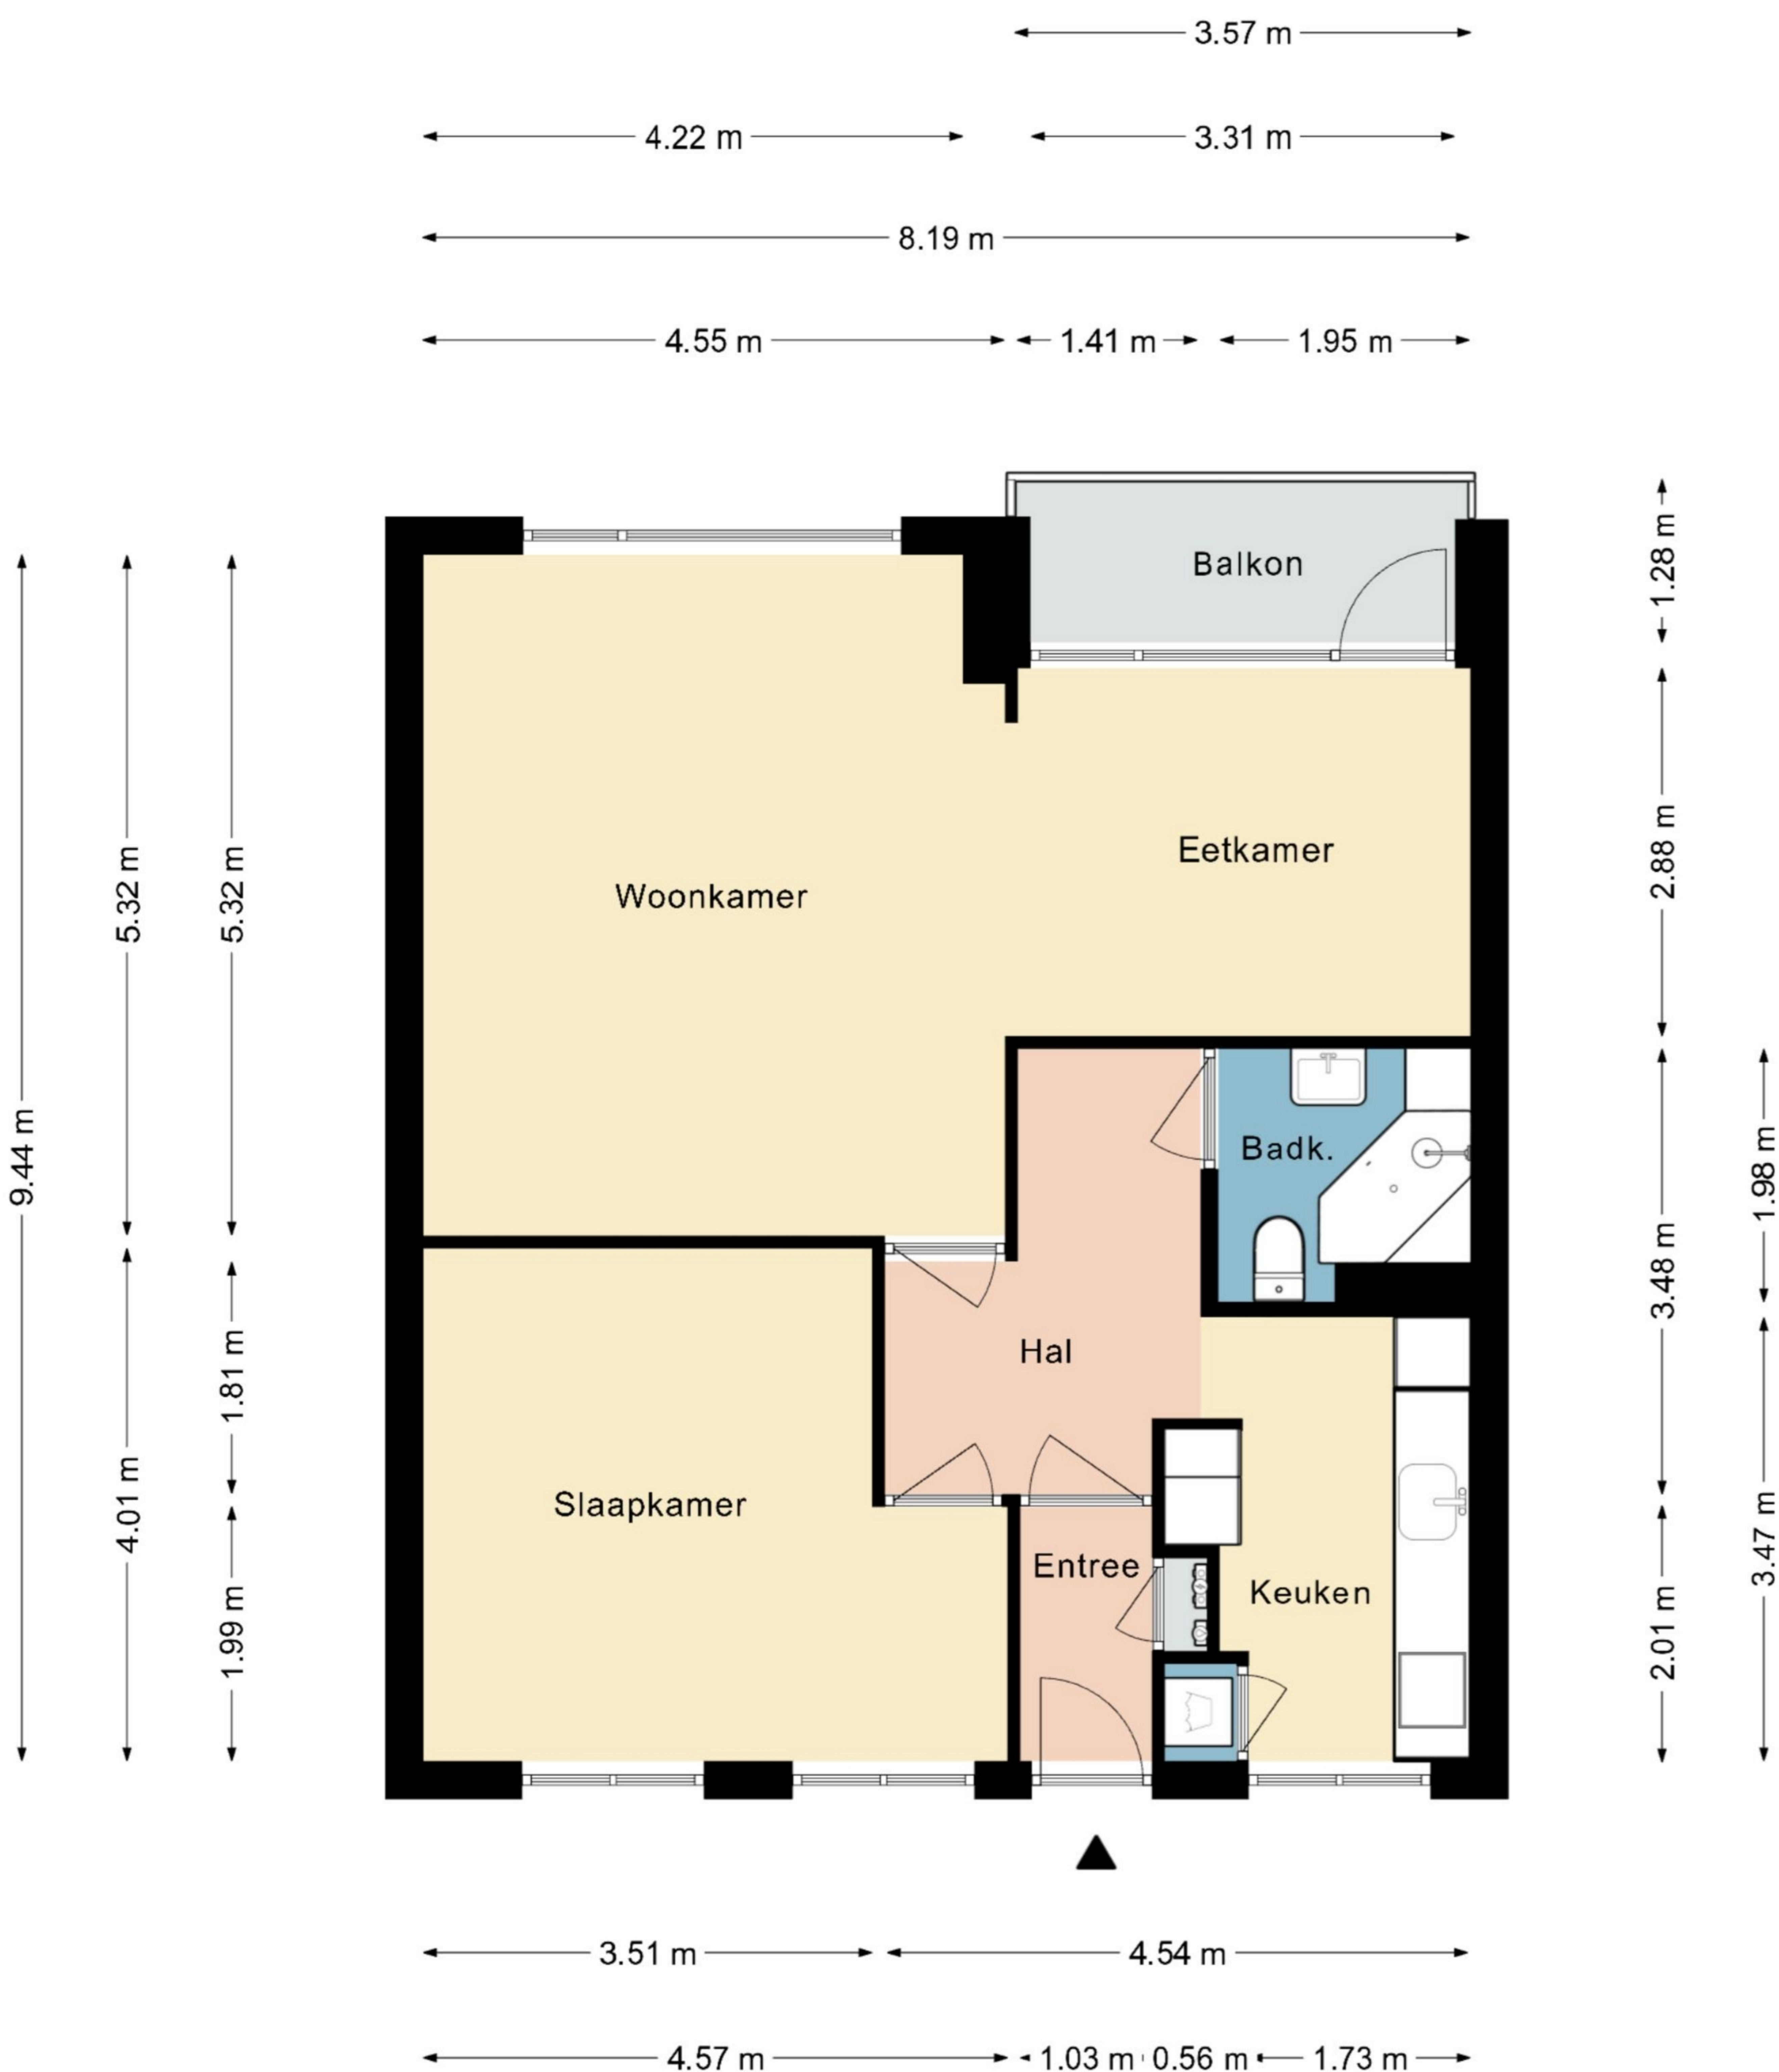 3.57 m
4.22 m
3.31 m
8.19 m
4.55 m
1.41 m
1.95 m
Balkon
1.28 m
5.32 m
5.32 m
2.88 m
Eetkamer
Woonkamer
9.44 m
Badk.
1.98 m
3.48 m
Hal
1.81 m
4.01 m
Slaapkamer
3.47 m
Entree
Keuken
1.99 m
2.01 m
3.51 m
4.54 m
4.57 m
1.03 m
0.56 m
1.73 m